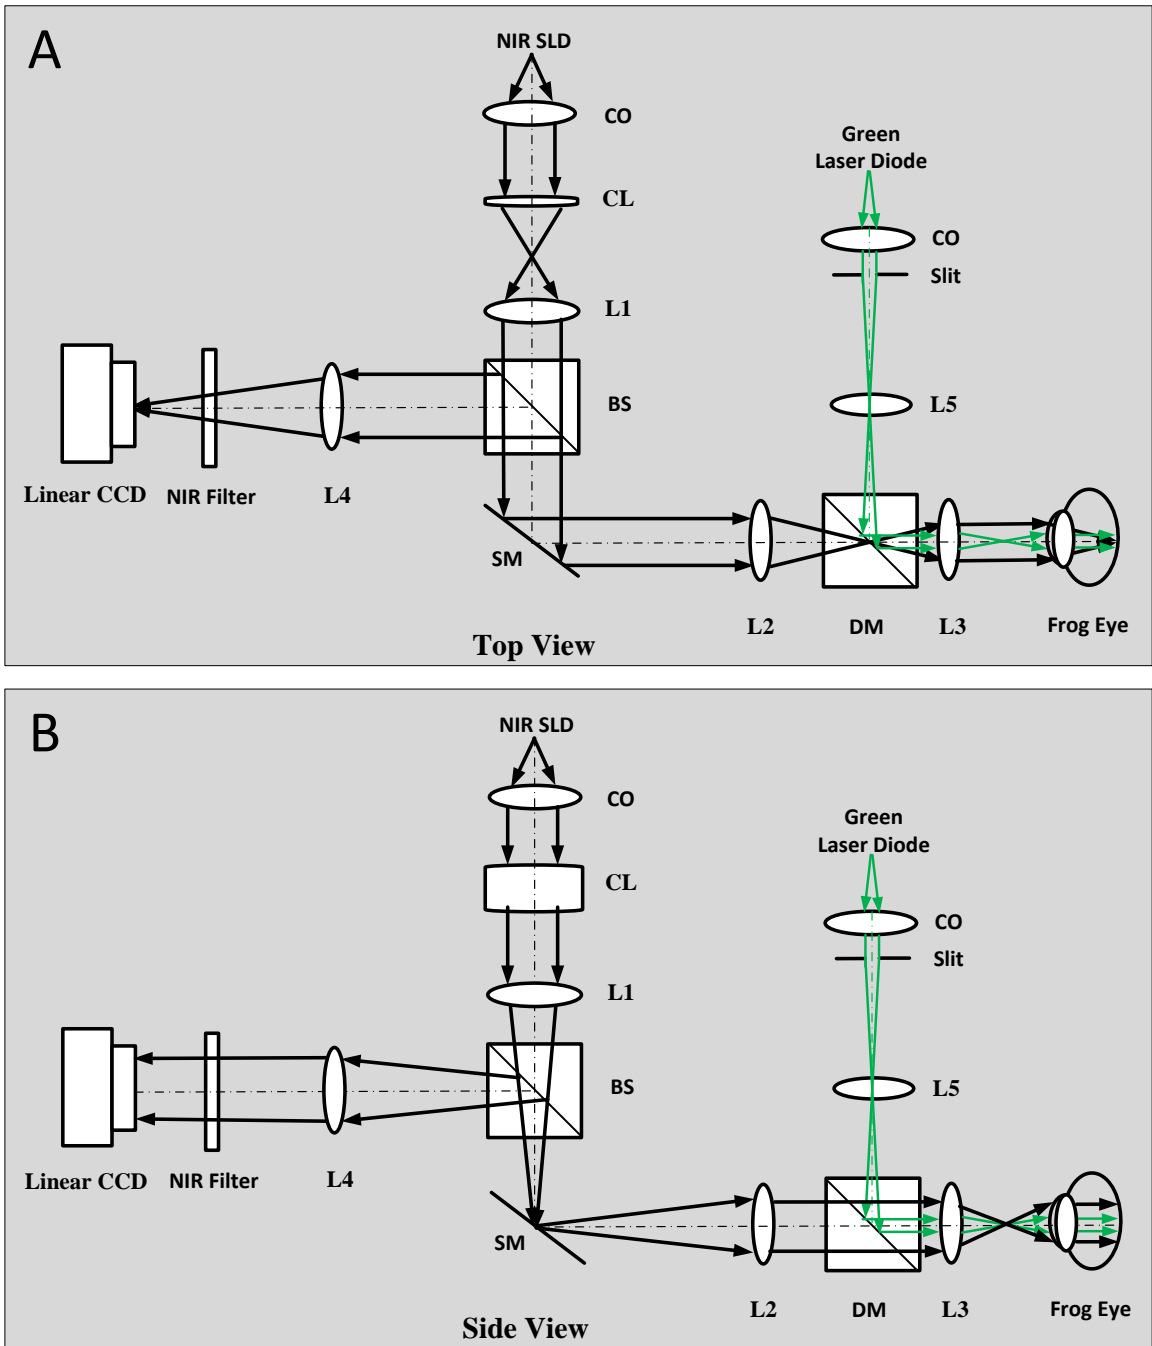 A
NIR SLD
CO
Green
Laser Diode
CL
CO
Slit
L1
BS
L5
Linear CCD
NIR Filter
L4
SM
L2
DM
L3
Frog Eye
Top View
B
NIR SLD
CO
Green
Laser Diode
CL
CO
Slit
L1
BS
L5
Linear CCD
NIR Filter
L4
SM
L2
DM
L3
Frog Eye
Side View